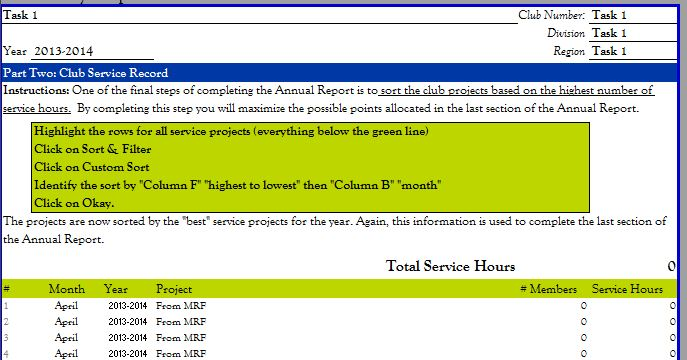 Task 1 Club Number: Task 1
Division Task 1
Year 2013-2014 Region Task 1
Part Two: Club Service Record
Instructions: One of the final steps of completing the Annual Report is to sort the club projects based on the highest number of
service hours. By completing this step you will maximize the possible points allocated in the last section of the Annual Report.
Highlight the rows for all service projects (everything below the green line)
Click on Sort & Filter
Click on Custom Sort
Identify the sort by "Column F" "highest to lowest" then "Column B" "month"
Click on Okay.
The projects are now sorted by the "best" service projects for the year. Again, this information is used to complete the last section of
the Annual Report.
Total Service Hours 0
# Month Year Project # Members Service Hours
1 April 2013-2014 From MRF 0 0
2 April 2013-2014 From MRF 0 0
3 April 2013-2014 From MRF 0 0
4 April 2013-2014 From MRF 0 0